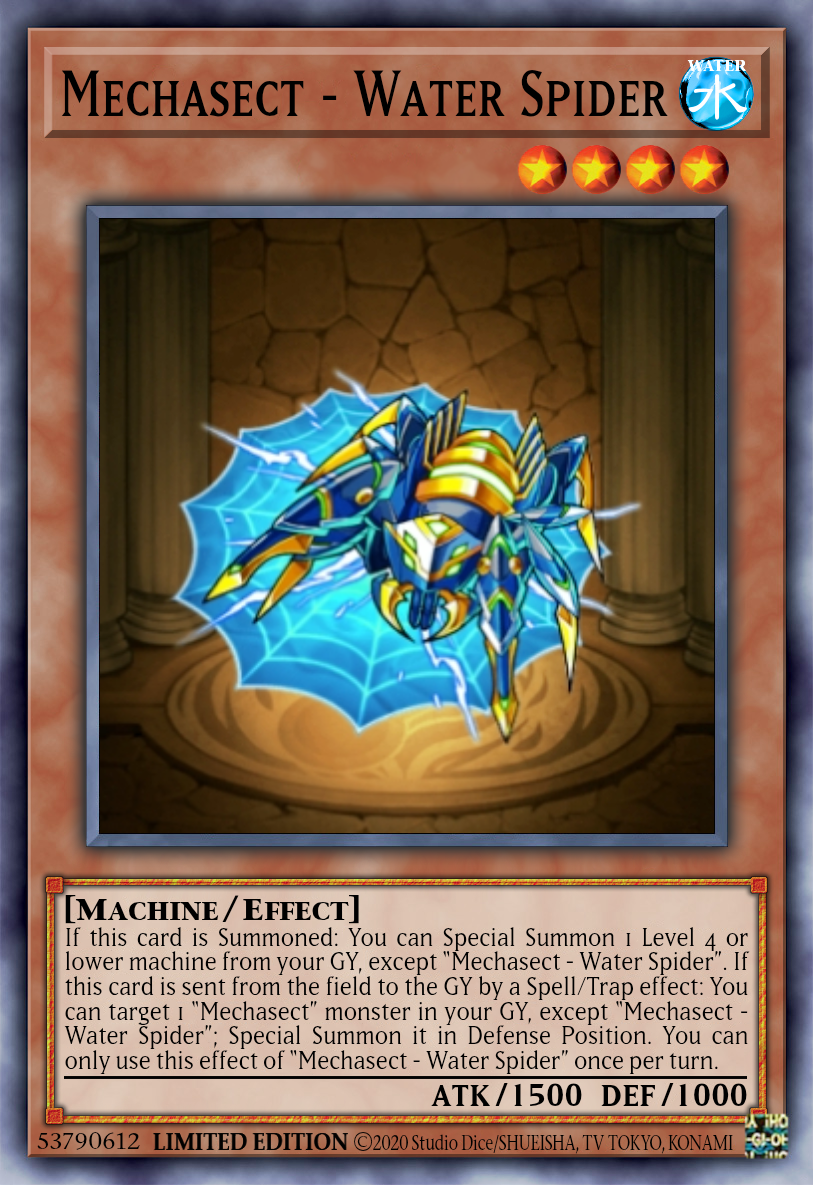 Mechasect - Water Spider
WATER
水
[Machine/Effect]
If this card is Summoned: You can Special Summon 1 Level 4 or
lower machine from your GY, except "Mechasect - Water Spider". If
this card is sent from the field to the GY by a Spell/Trap effect: You
can target 1 "Mechasect" monster in your GY, except "Mechasect -
Water Spider"; Special Summon it in Defense Position. You can
only use this effect of "Mechasect - Water Spider" once per turn.
ATK/1500 DEF/1000
53790612 LIMITED EDITION ©2020 Studio Dice/SHUEISHA, TV TOKYO, KONAMI